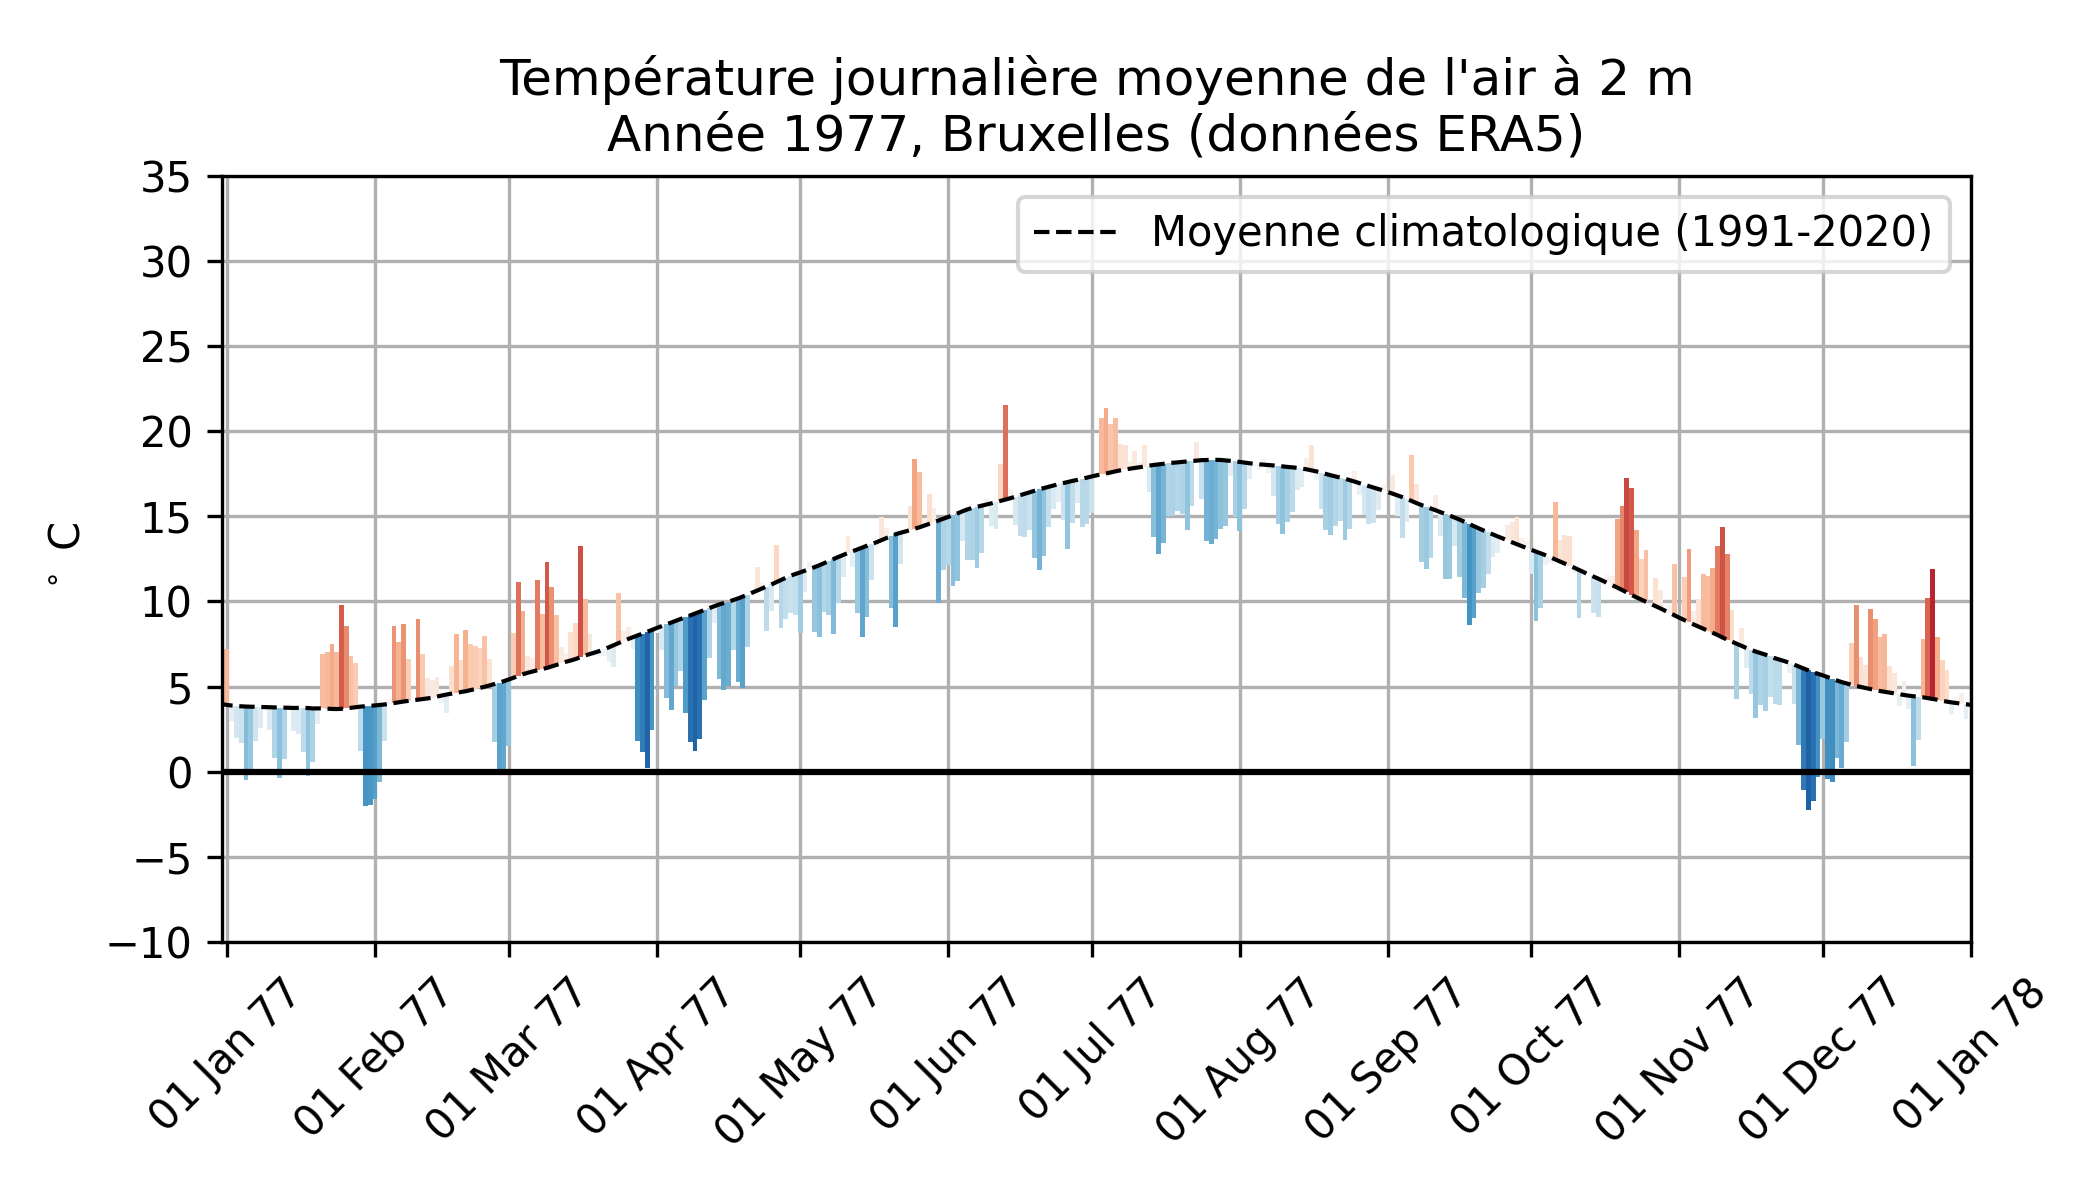 Température journalière moyenne de l'air à 2 m
Année 1977, Bruxelles (données ERA5)
Moyenne climatologique (1991-2020)
35
30
25
20
15
10
5
0
−5
−10
° C
01 Jan 77
01 Feb 77
01 Mar 77
01 Apr 77
01 May 77
01 Jun 77
01 Jul 77
01 Aug 77
01 Sep 77
01 Oct 77
01 Nov 77
01 Dec 77
01 Jan 78